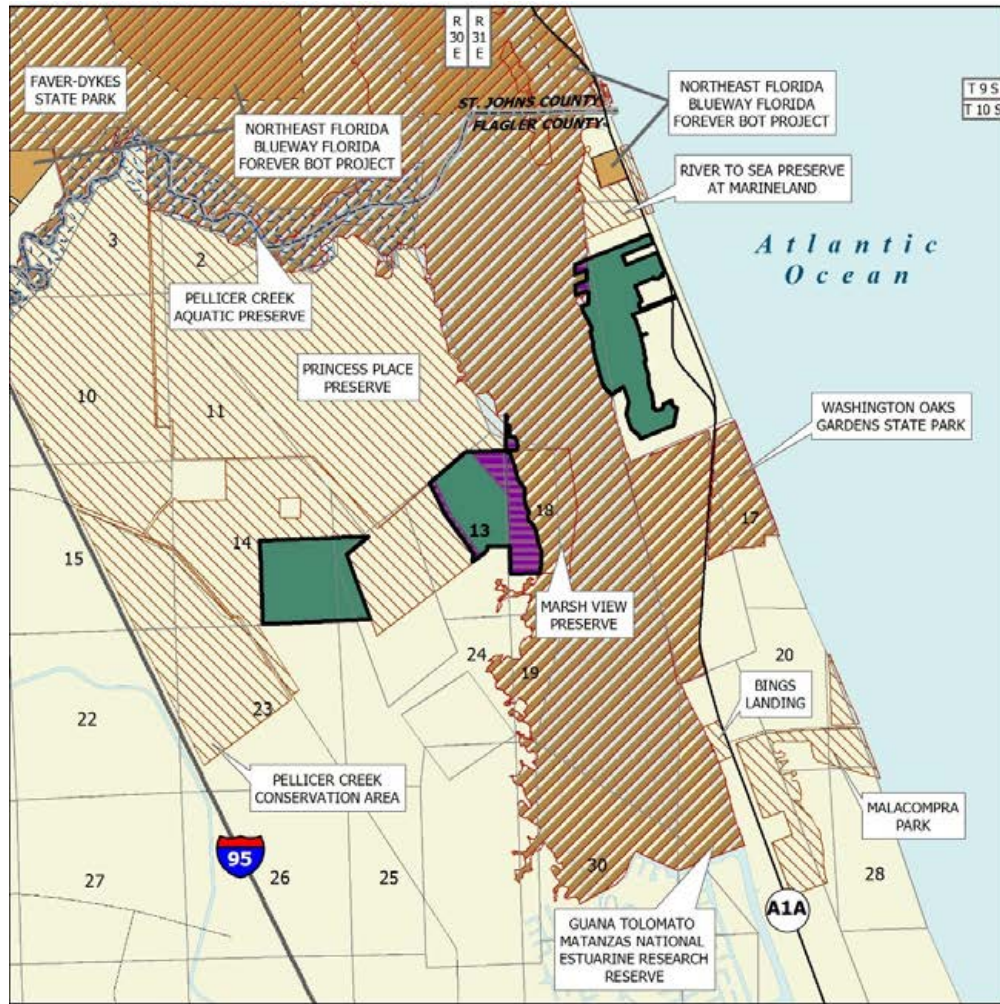 R
30
E
R
31
E
FAVER-DYKES
STATE PARK
NORTHEAST FLORIDA
BLUEWAY FLORIDA
FOREVER BOT PROJECT
ST. JOHNS COUNTY
FLAGLER COUNTY
NORTHEAST FLORIDA
BLUEWAY FLORIDA
FOREVER BOT PROJECT
T 9 S
T 10 S
RIVER TO SEA PRESERVE
AT MARINELAND
Atlantic
Ocean
3
2
PELLICER CREEK
AQUATIC PRESERVE
PRINCESS PLACE
PRESERVE
10
11
WASHINGTON OAKS
GARDENS STATE PARK
15
14
13
18
17
MARSH VIEW
PRESERVE
24
19
20
BINGS
LANDING
22
23
PELLICER CREEK
CONSERVATION AREA
MALACOMPRA
PARK
95
27
26
25
30
28
A1A
GUANA TOLOMATO
MATANZAS NATIONAL
ESTUARINE RESEARCH
RESERVE